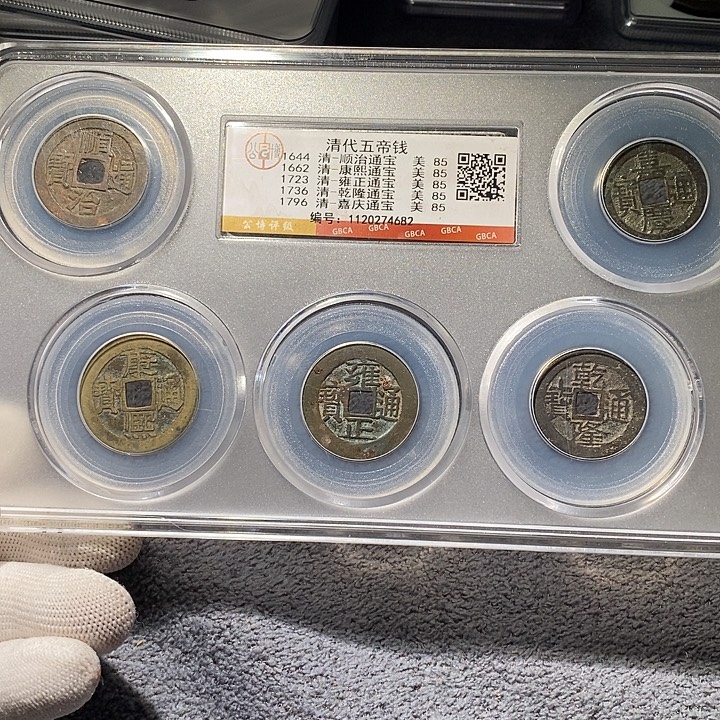 清代五帝钱
1644 清-顺治通宝 美 85
1662 清-康熙通宝 美 85
1723 清-雍正通宝 美 85
1736 清-乾隆通宝 美 85
1796 清-嘉庆通宝 美 85
编号：1120274682
公博评级
GBCA GBCA GBCA GBCA
順治通寶
嘉慶通寶
康熙通寶
雍正通寶
乾隆通寶